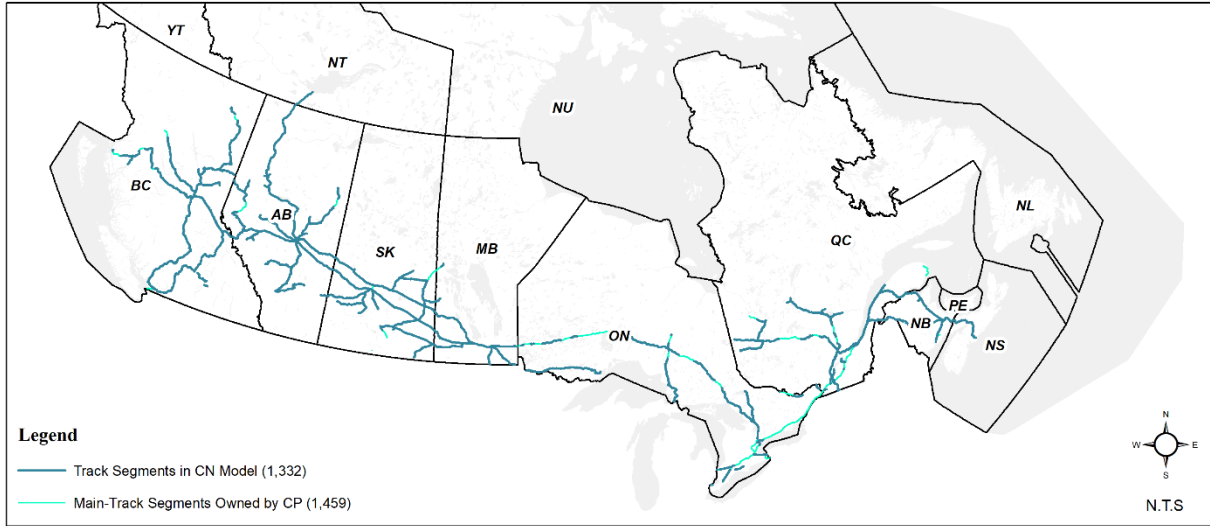 YT
NT
NU
BC
AB
SK
MB
ON
QC
NL
NB
PE
NS
Legend
Track Segments in CN Model (1,332)
Main-Track Segments Owned by CP (1,459)
N
W E
S
N.T.S